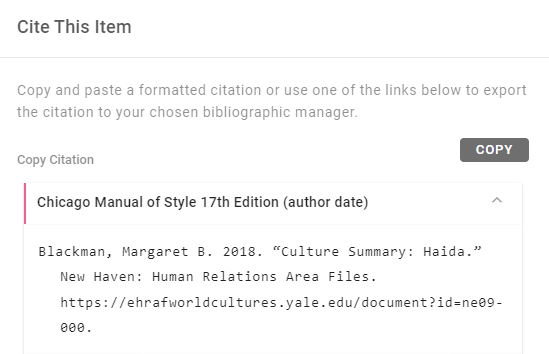 Cite This Item
Copy and paste a formatted citation or use one of the links below to export
the citation to your chosen bibliographic manager.
COPY
Copy Citation
Chicago Manual of Style 17th Edition (author date)
Blackman, Margaret B. 2018. “Culture Summary: Haida.”
New Haven: Human Relations Area Files.
https://ehrafworldcultures.yale.edu/document?id=ne09-
000.